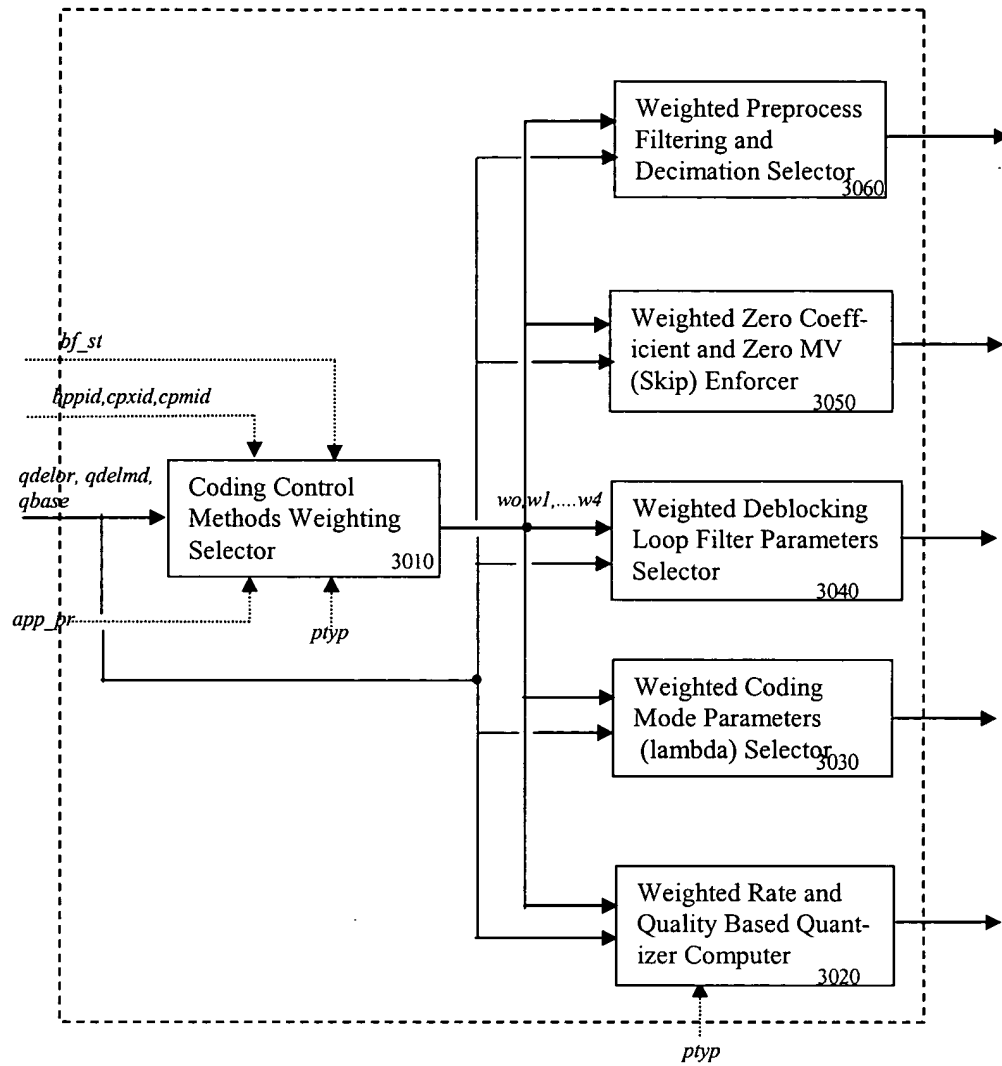 Weighted Preprocess
Filtering and
Decimation Selector
3060
Weighted Zero Coeff-
icient and Zero MV
(Skip) Enforcer
3050
bf_st
bppid,cpxid,cpmid
qdelor, qdelmd,
qbase
Coding Control
Methods Weighting
Selector
3010
wo,w1,....w4
Weighted Deblocking
Loop Filter Parameters
Selector
3040
app_pr
ptyp
Weighted Coding
Mode Parameters
(lambda) Selector
3030
Weighted Rate and
Quality Based Quant-
izer Computer
3020
ptyp